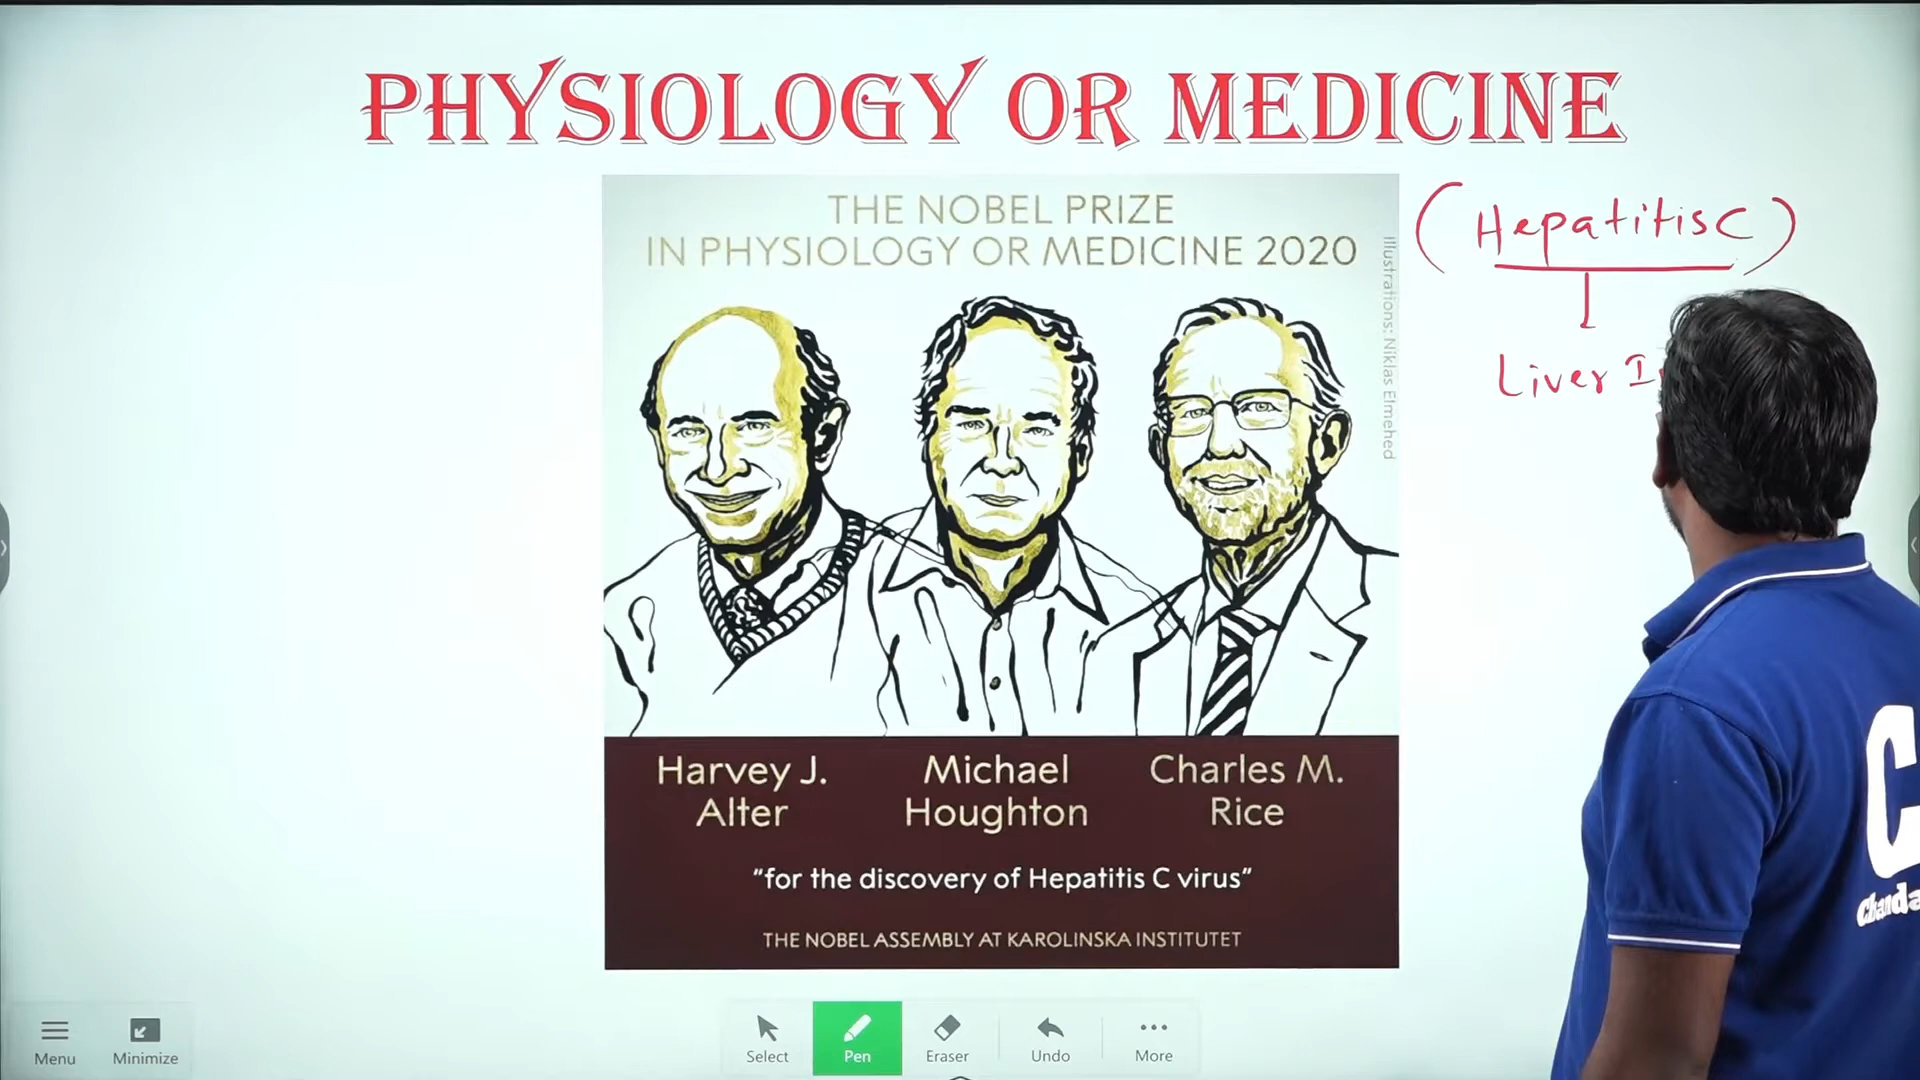 PHYSIOLOGY OR MEDICINE
THE NOBEL PRIZE
IN PHYSIOLOGY OR MEDICINE 2020
Illustrations: Niklas Elmehed
(Hepatitis C)
Liver
Harvey J.
Alter
Michael
Houghton
Charles M.
Rice
"for the discovery of Hepatitis C virus"
THE NOBEL ASSEMBLY AT KAROLINSKA INSTITUTET
C
Menu
Minimize
Select
Pen
Eraser
Undo
More